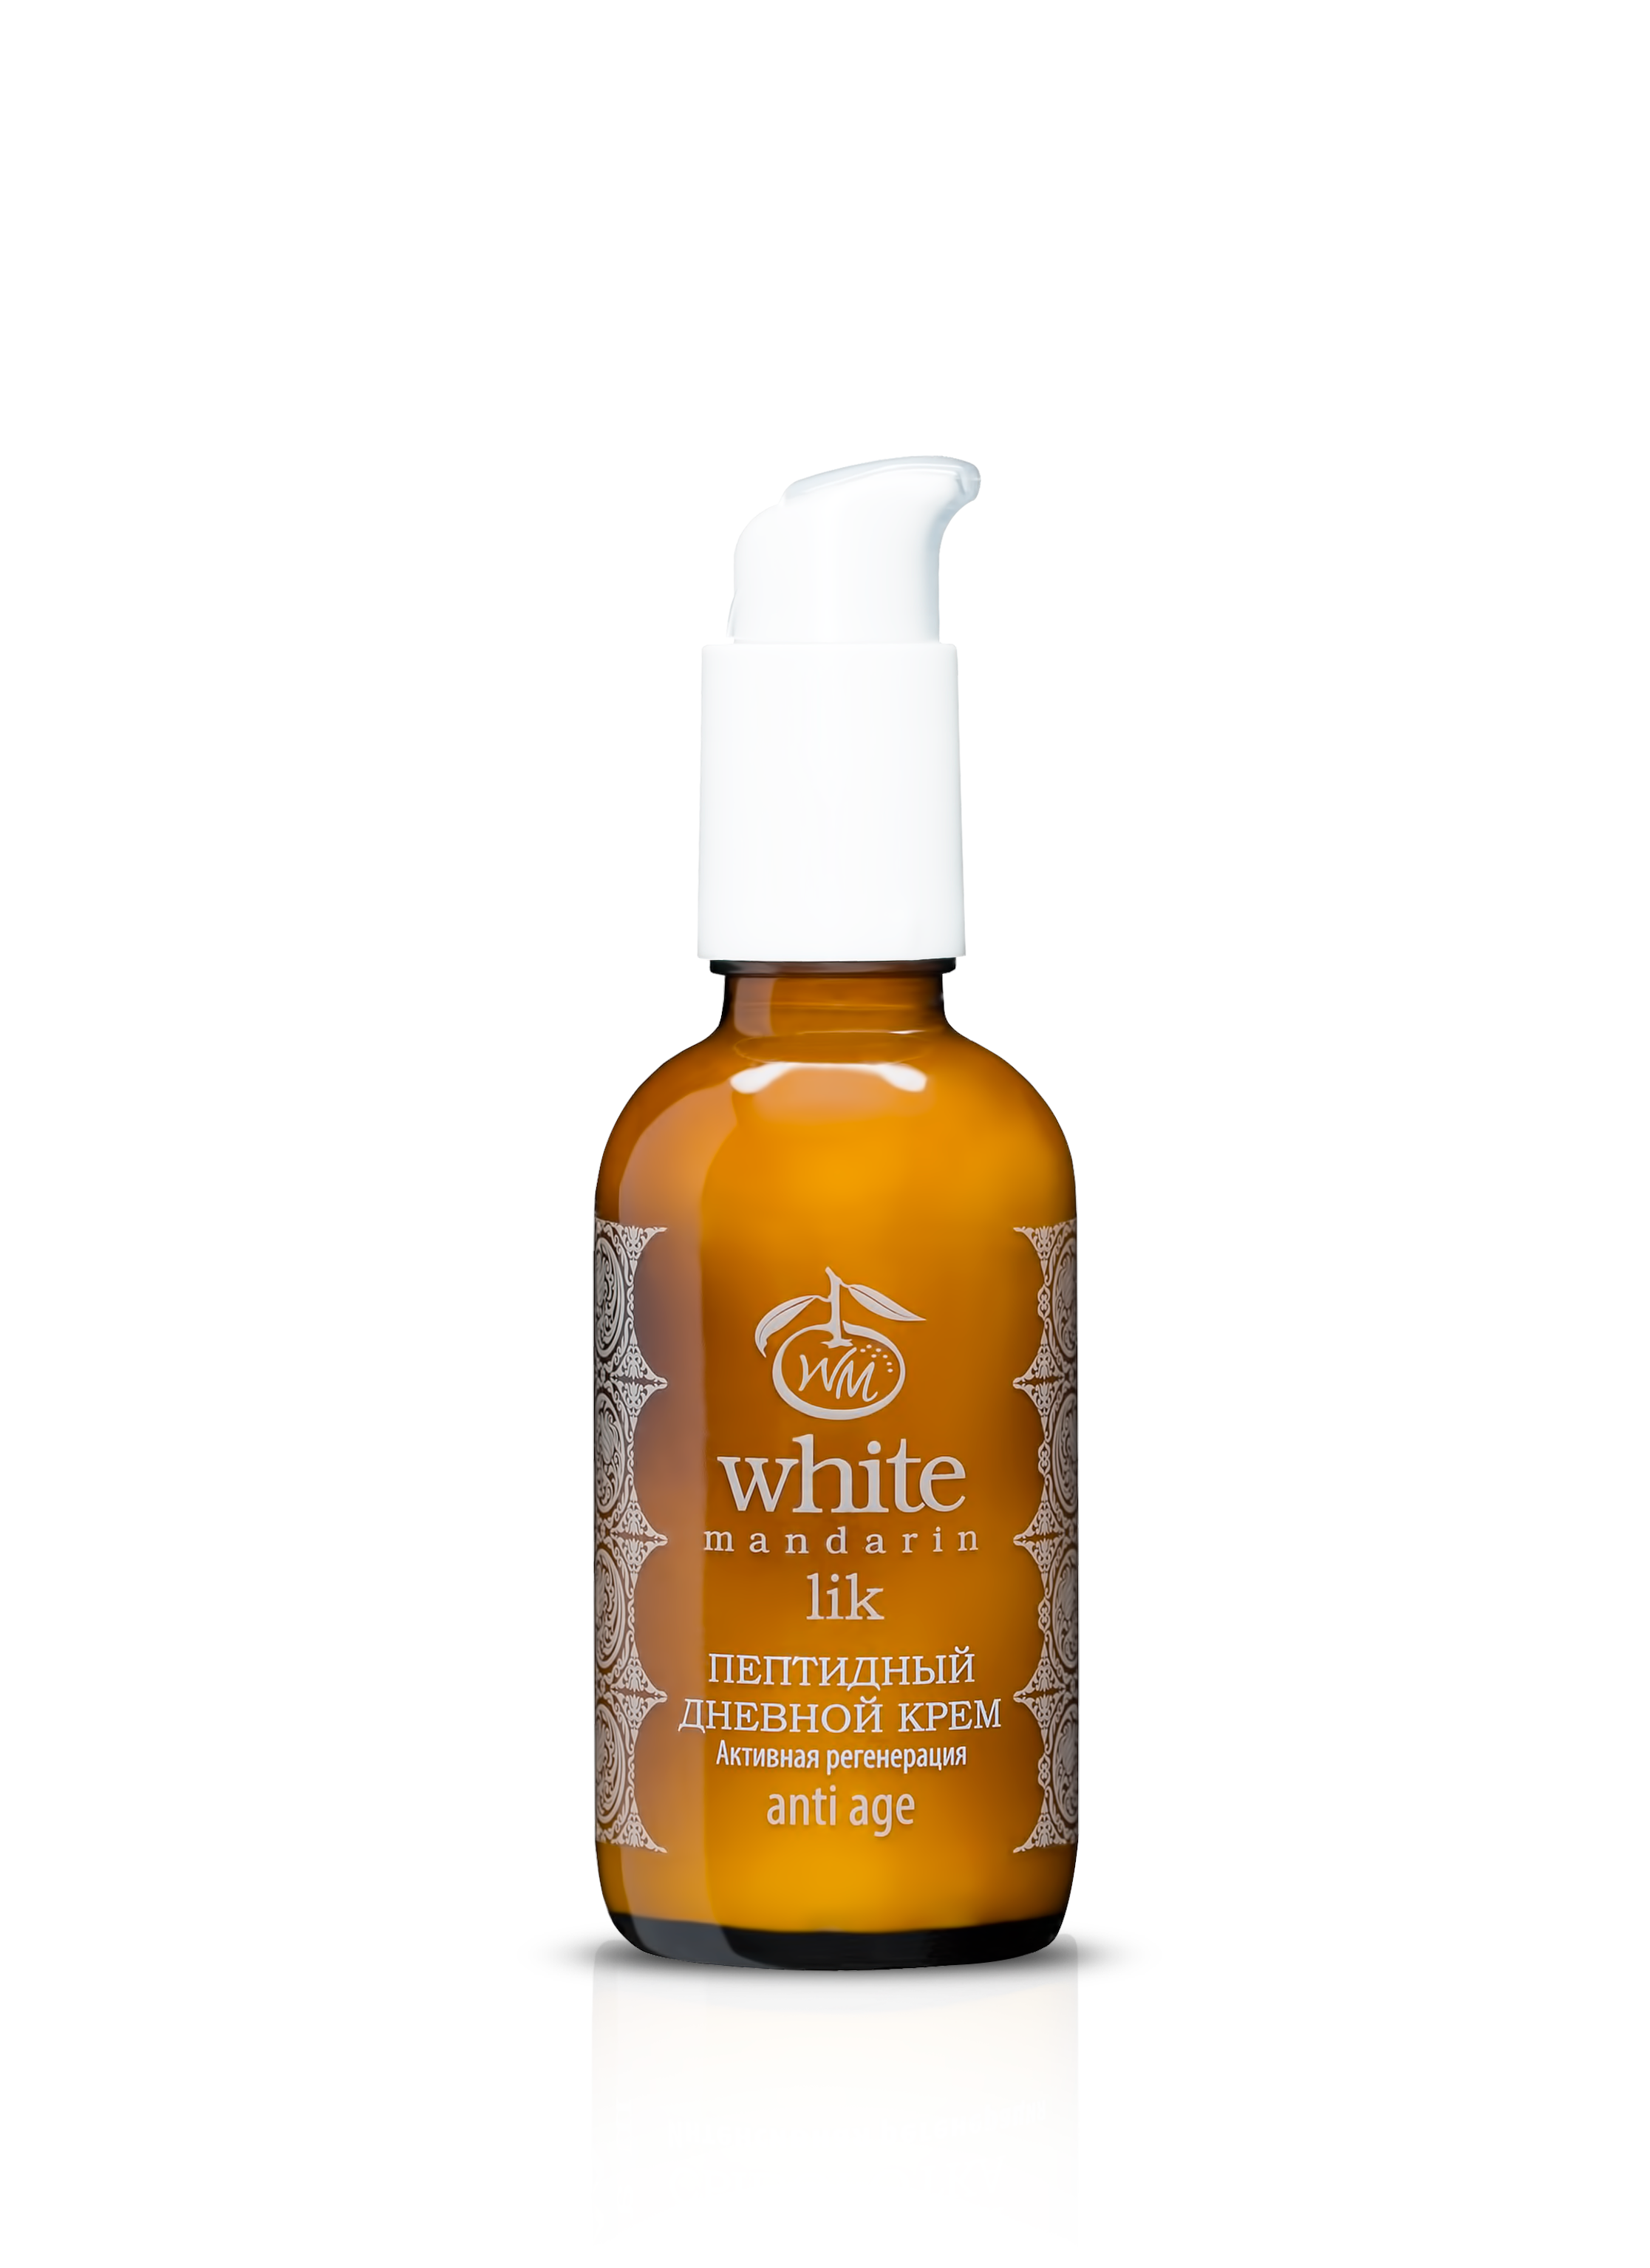 WM
white
mandarin
lik
ПЕПТИДНЫЙ
ДНЕВНОЙ КРЕМ
Активная регенерация
anti age